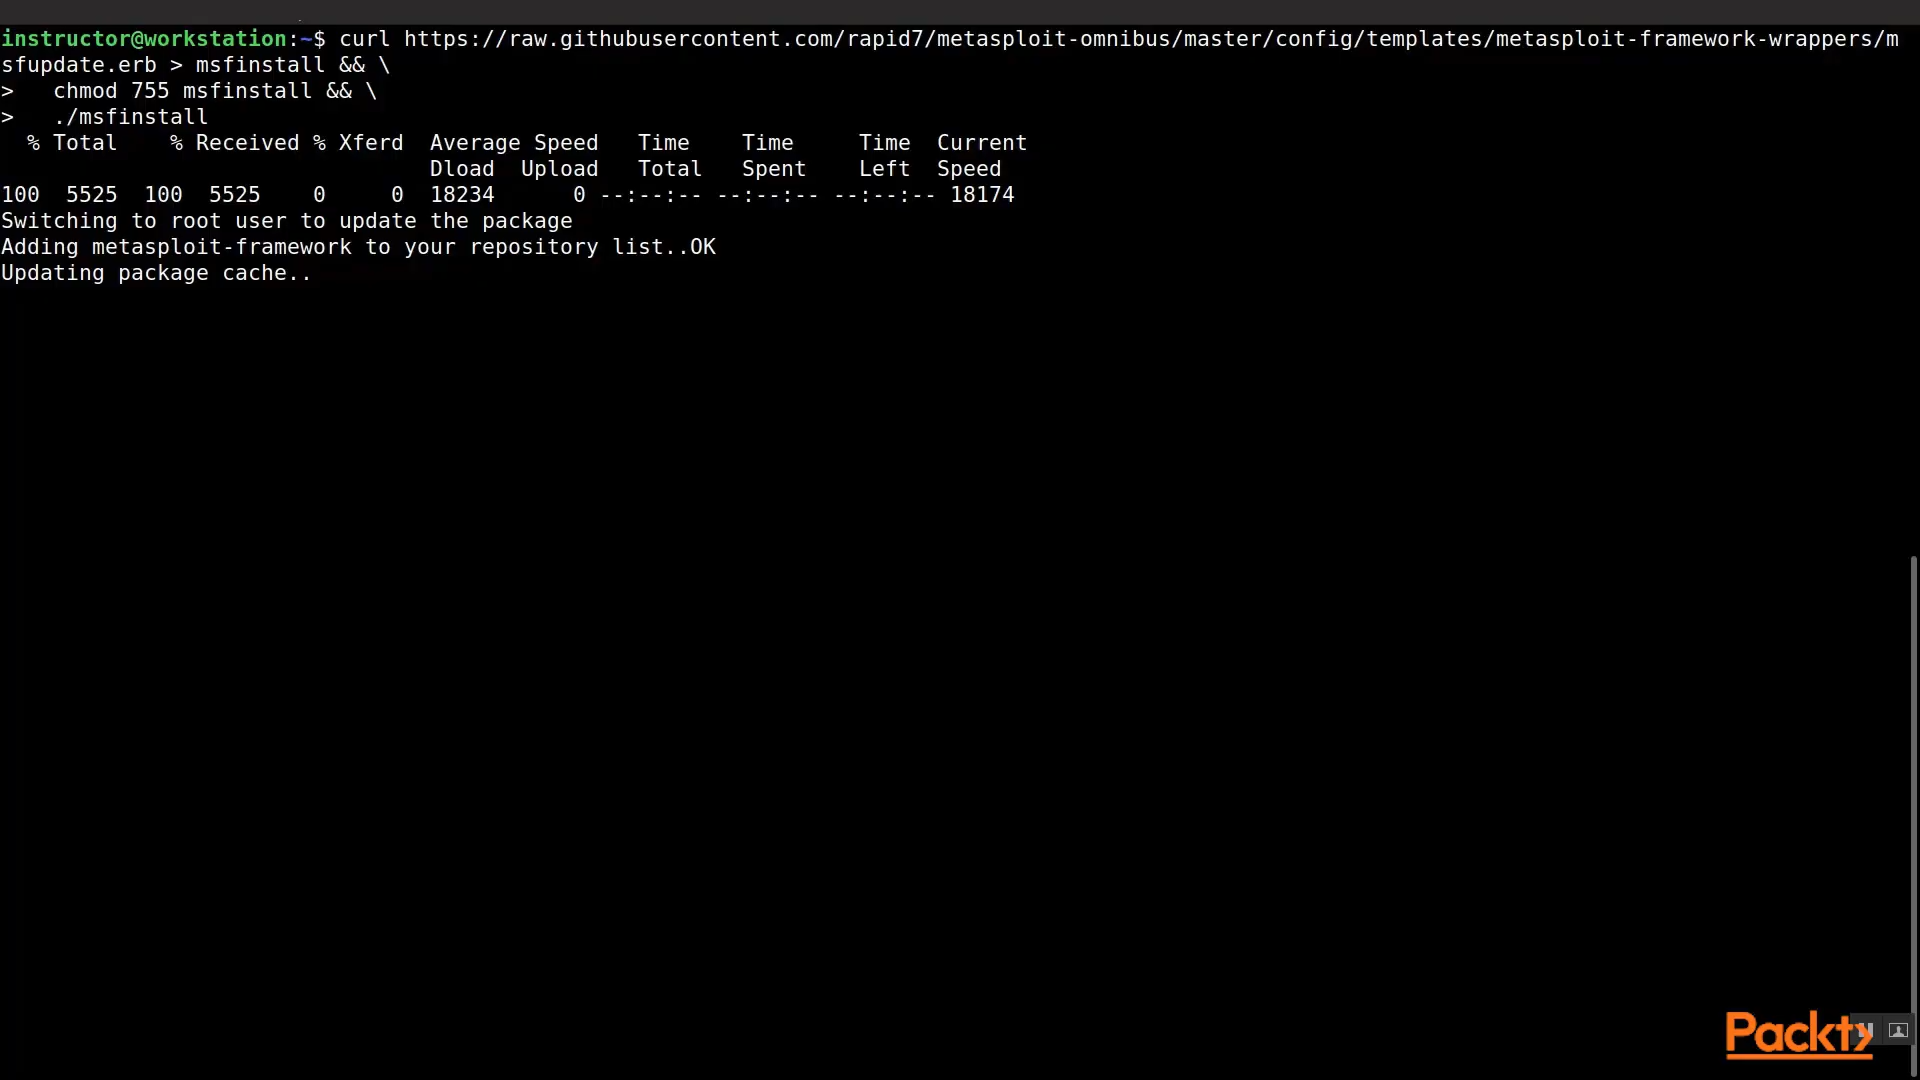 instructor@workstation:~$ curl https://raw.githubusercontent.com/rapid7/metasploit-omnibus/master/config/templates/metasploit-framework-wrappers/m
sfupdate.erb > msfinstall && \
>   chmod 755 msfinstall && \
>   ./msfinstall
  % Total    % Received % Xferd  Average Speed   Time    Time     Time  Current
                                 Dload  Upload   Total   Spent    Left  Speed
100  5525  100  5525    0     0  18234      0 --:--:-- --:--:-- --:--:-- 18174
Switching to root user to update the package
Adding metasploit-framework to your repository list..OK
Updating package cache..
Packt